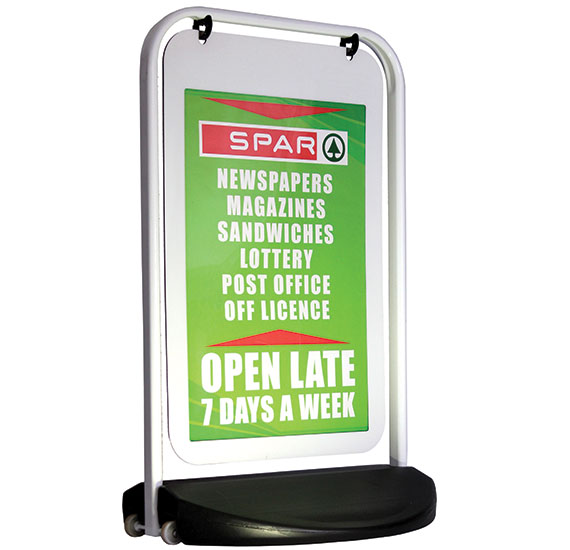 SPAR
NEWSPAPERS
MAGAZINES
SANDWICHES
LOTTERY
POST OFFICE
OFF LICENCE
OPEN LATE
7 DAYS A WEEK